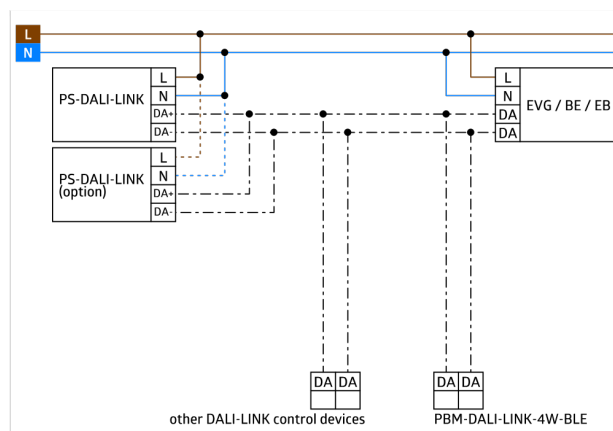 L
N
PS-DALI-LINK
L
N
DA+
DA-
PS-DALI-LINK
(option)
L
N
DA+
DA-
L
N
DA
DA
EVG / BE / EB
DA DA
DA DA
other DALI-LINK control devices
PBM-DALI-LINK-4W-BLE